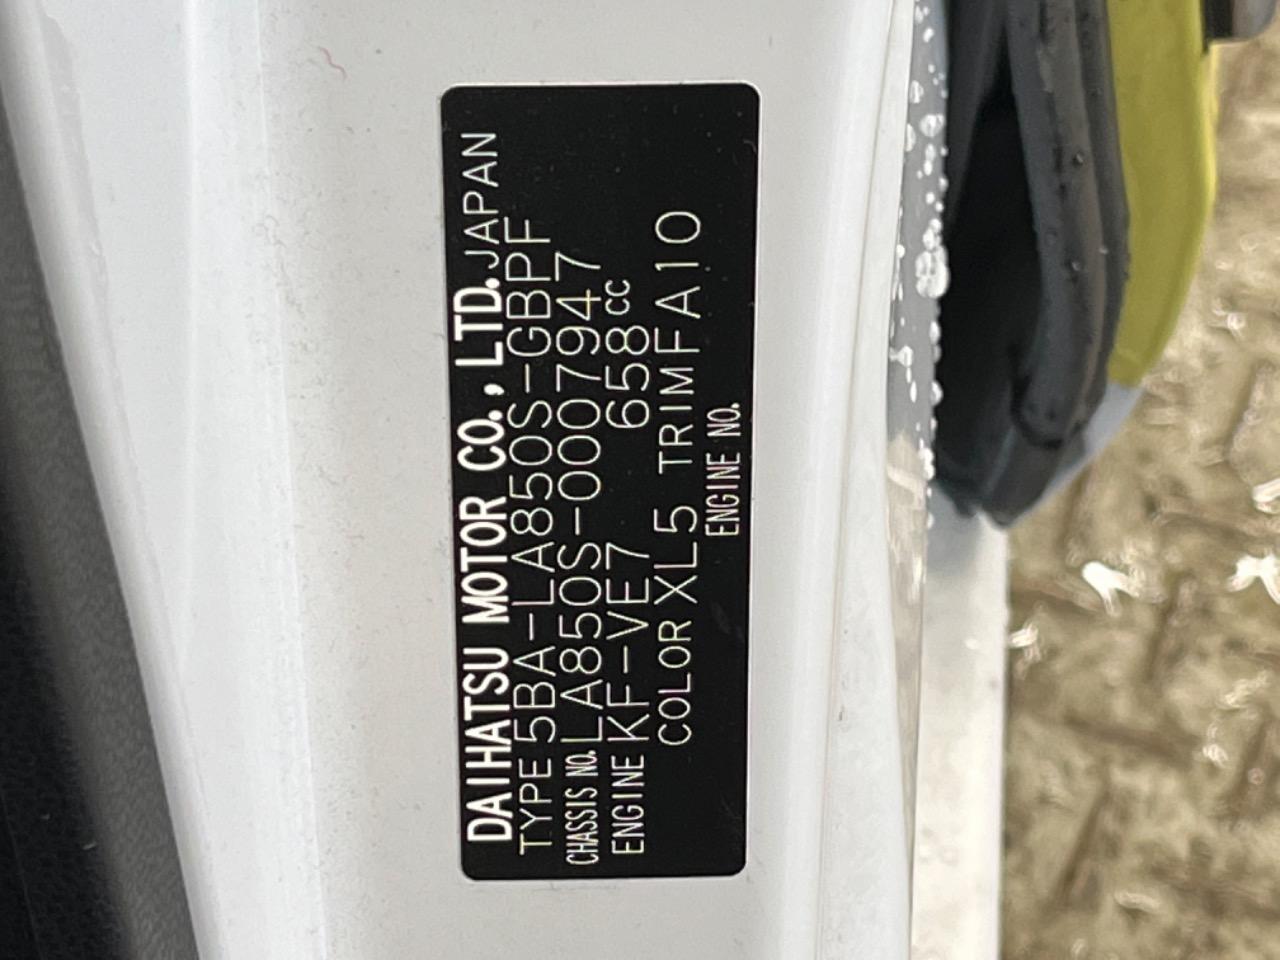 DAIHATSU MOTOR CO., LTD. JAPAN
TYPE 5BA-LA850S-GBPF
CHASSIS NO. LA850S-0007947
ENGINE KF-VE7 658cc
COLOR XL5 TRIM FA10
ENGINE NO.